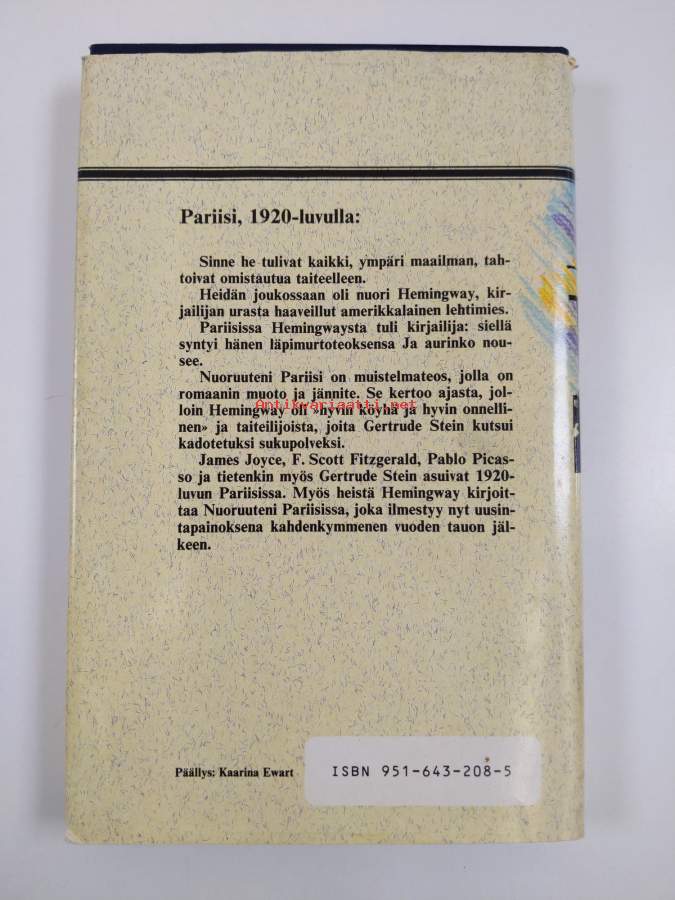 Pariisi, 1920-luvulla:
Sinne he tulivat kaikki, ympäri maailman, tah-
toivat omistautua taiteelleen.
Heidän joukossaan oli nuori Hemingway, kir-
jailijan urasta haaveillut amerikkalainen lehtimies.
Pariisissa Hemingwaysta tuli kirjailija: siellä
syntyi hänen läpimurtoteoksensa Ja aurinko nou-
see.
Nuoruuteni Pariisi on muistelmateos, jolla on
romaanin muoto ja jännite. Se kertoo ajasta, jol-
Antikvariaatti.net
loin Hemingway oli »hyvin köyhä ja hyvin onnelli-
nen» ja taiteilijoista, joita Gertrude Stein kutsui
kadotetuksi sukupolveksi.
James Joyce, F. Scott Fitzgerald, Pablo Picas-
so ja tietenkin myös Gertrude Stein asuivat 1920-
luvun Pariisissa. Myös heistä Hemingway kirjoit-
taa Nuoruuteni Pariisissa, joka ilmestyy nyt uusin-
tapainoksena kahdenkymmenen vuoden tauon jäl-
keen.
Päällys: Kaarina Ewart
ISBN 951-643-208-5